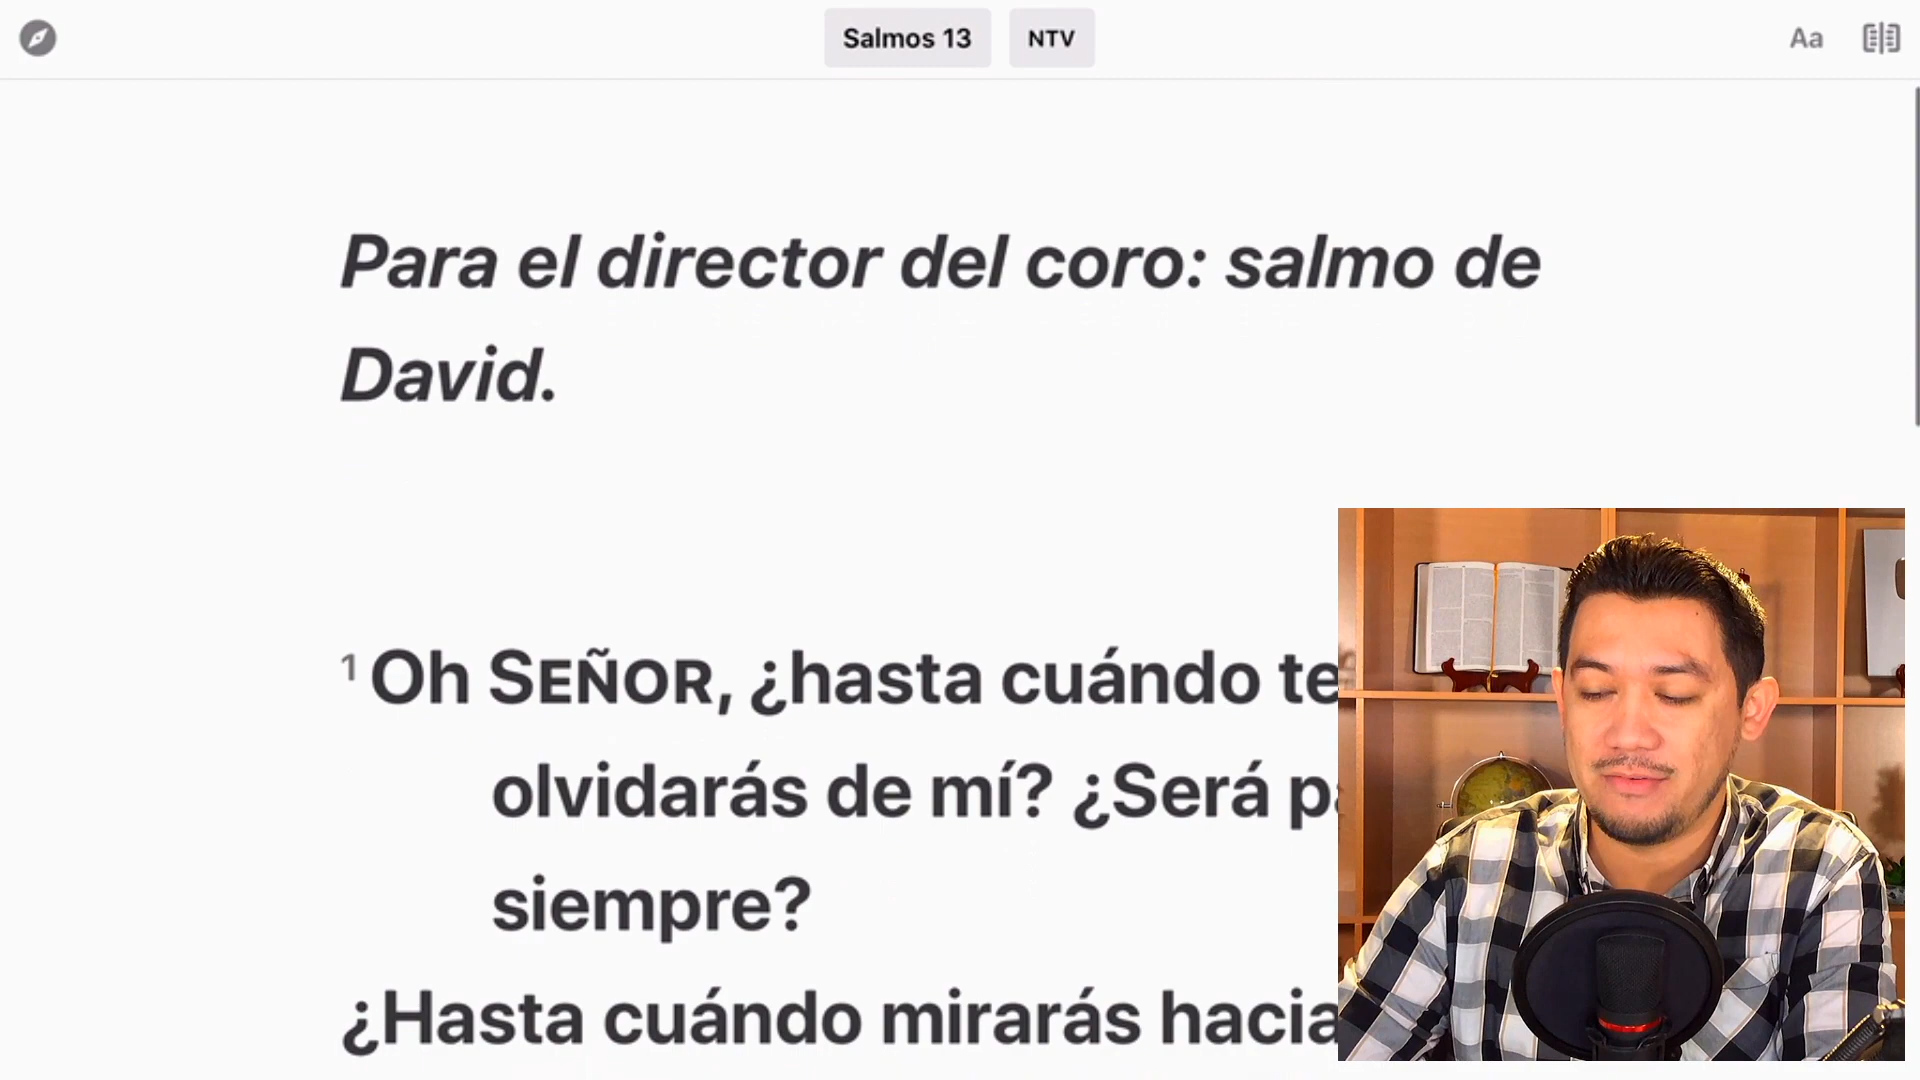 Salmos 13 NTV Aa
Para el director del coro: salmo de
David.
1 Oh SEÑOR, ¿hasta cuándo te
olvidarás de mí? ¿Será
siempre?
¿Hasta cuándo mirarás hacia